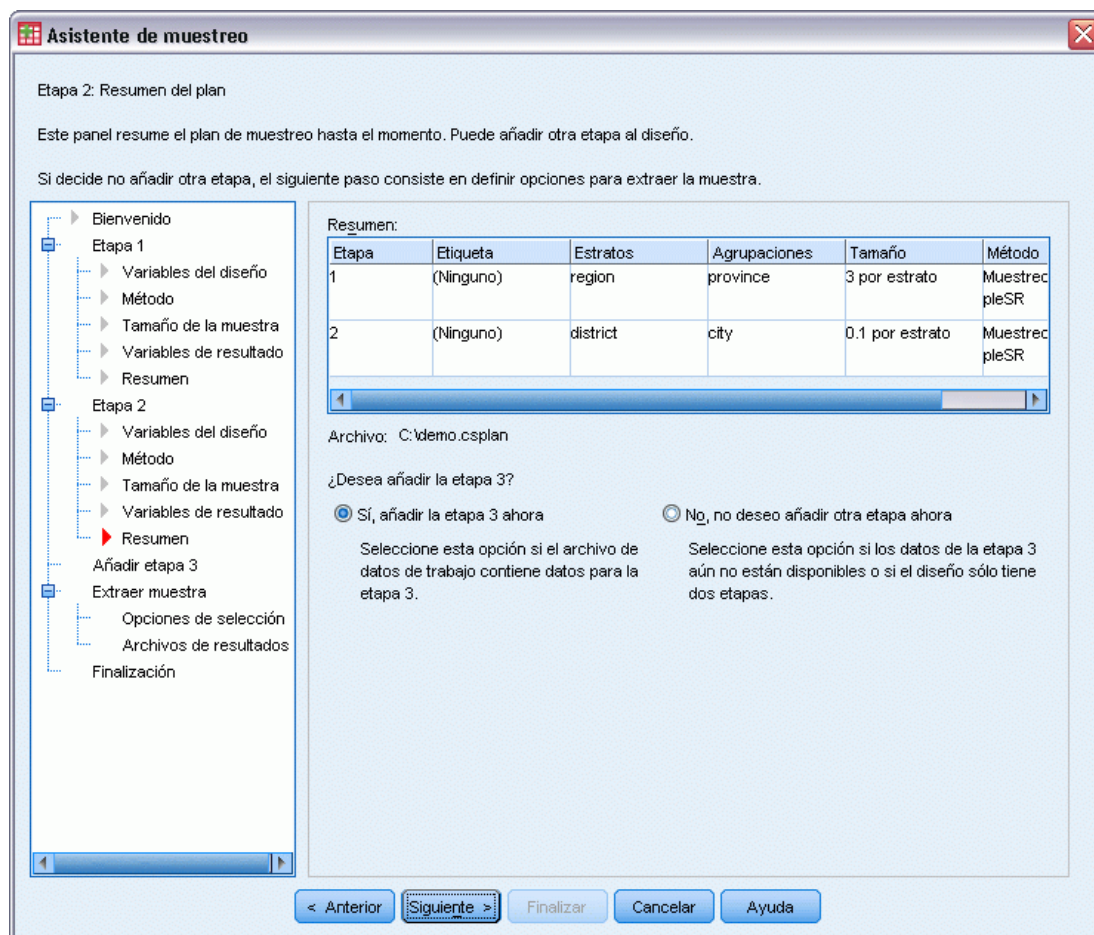 Asistente de muestreo
Etapa 2: Resumen del plan
Este panel resume el plan de muestreo hasta el momento. Puede añadir otra etapa al diseño.
Si decide no añadir otra etapa, el siguiente paso consiste en definir opciones para extraer la muestra.
Bienvenido
Etapa 1
Variables del diseño
Método
Tamaño de la muestra
Variables de resultado
Resumen
Etapa 2
Variables del diseño
Método
Tamaño de la muestra
Variables de resultado
Resumen
Añadir etapa 3
Extraer muestra
Opciones de selección
Archivos de resultados
Finalización
Resumen:
Etapa Etiqueta Estratos Agrupaciones Tamaño Método
1 (Ninguno) region province 3 por estrato Muestrec
pleSR
2 (Ninguno) district city 0.1 por estrato Muestrec
pleSR
Archivo: C:\demo.csplan
¿Desea añadir la etapa 3?
Sí, añadir la etapa 3 ahora
Seleccione esta opción si el archivo de
datos de trabajo contiene datos para la
etapa 3.
No, no deseo añadir otra etapa ahora
Seleccione esta opción si los datos de la etapa 3
aún no están disponibles o si el diseño sólo tiene
dos etapas.
< Anterior Siguiente > Finalizar Cancelar Ayuda